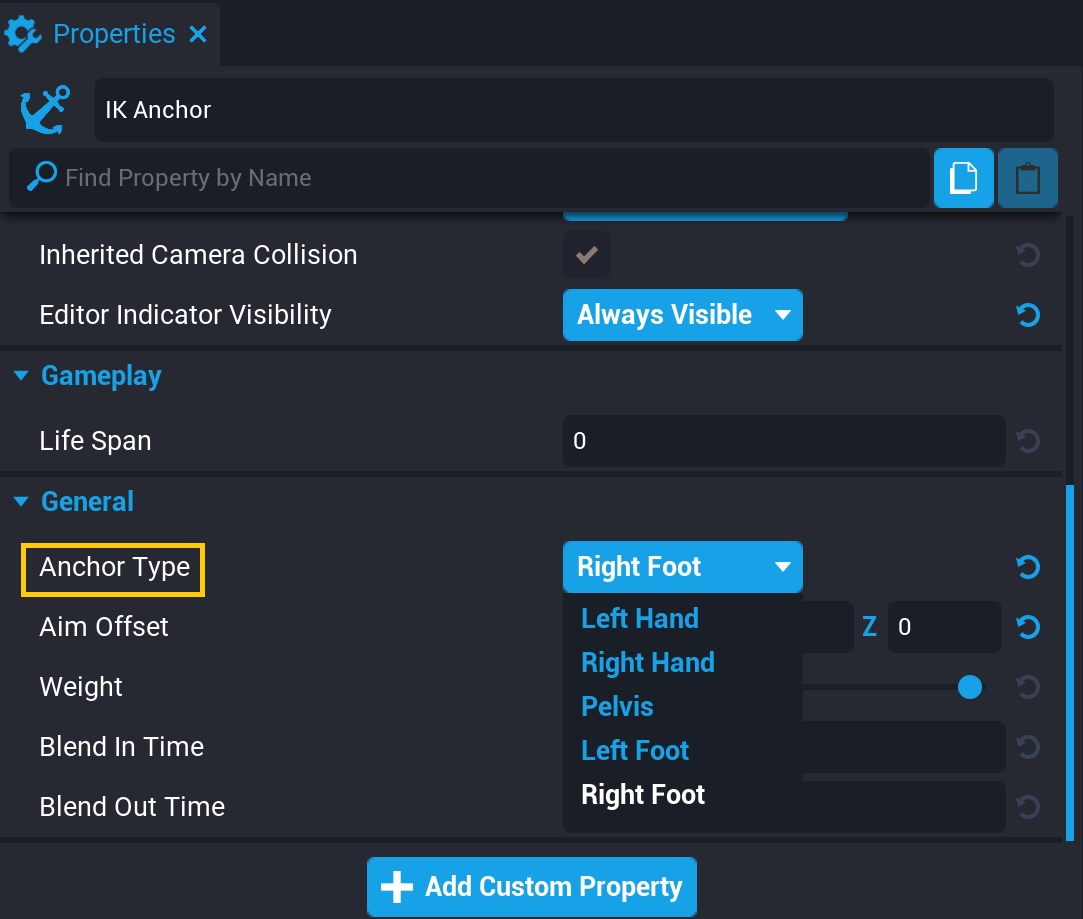 Properties
IK Anchor
Find Property by Name
Inherited Camera Collision
Editor Indicator Visibility Always Visible
Gameplay
Life Span 0
General
Anchor Type Right Foot
Left Hand
Aim Offset Z 0
Right Hand
Weight
Pelvis
Blend In Time
Left Foot
Right Foot
Blend Out Time
Add Custom Property